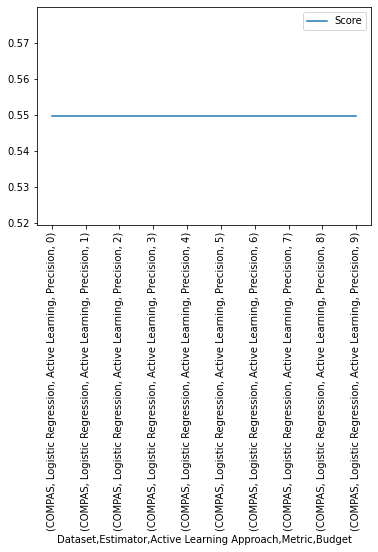 Score
0.57
0.56
0.55
0.54
0.53
0.52
(COMPAS, Logistic Regression, Active Learning, Precision, 0)
(COMPAS, Logistic Regression, Active Learning, Precision, 1)
(COMPAS, Logistic Regression, Active Learning, Precision, 2)
(COMPAS, Logistic Regression, Active Learning, Precision, 3)
(COMPAS, Logistic Regression, Active Learning, Precision, 4)
(COMPAS, Logistic Regression, Active Learning, Precision, 5)
(COMPAS, Logistic Regression, Active Learning, Precision, 6)
(COMPAS, Logistic Regression, Active Learning, Precision, 7)
(COMPAS, Logistic Regression, Active Learning, Precision, 8)
(COMPAS, Logistic Regression, Active Learning, Precision, 9)
Dataset,Estimator,Active Learning Approach,Metric,Budget